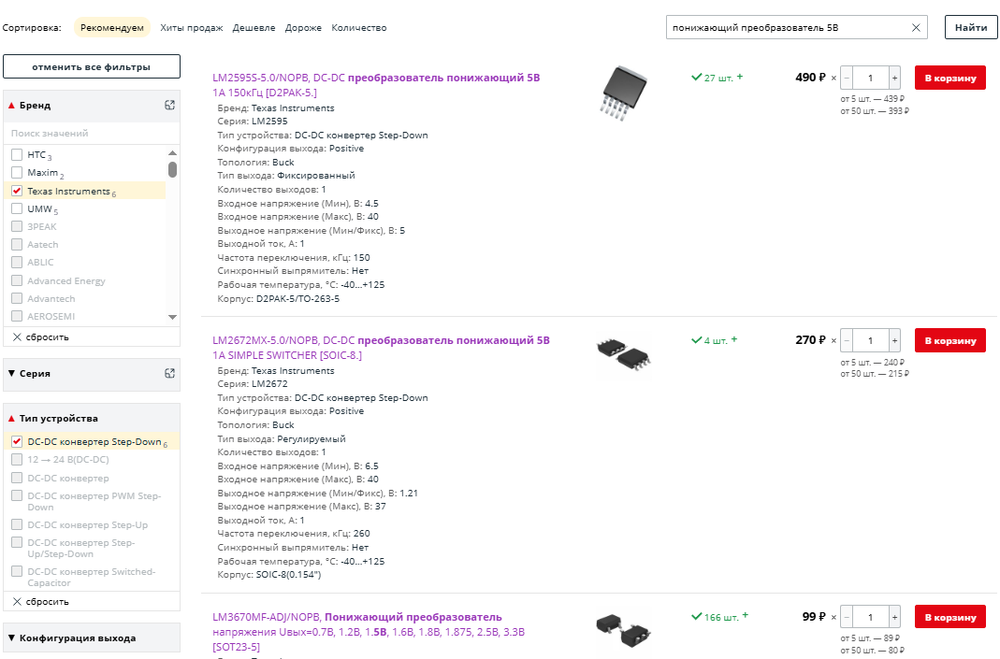 Сортировка: Рекомендуем Хиты продаж Дешевле Дороже Количество
понижающий преобразователь 5В
Найти
отменить все фильтры
Бренд
Поиск значений
HTC 3
Maxim 2
Texas Instruments 6
UMW 5
3PEAK
Aatech
ABLIC
Advanced Energy
Advantech
AEROSEMI
сбросить
Серия
Тип устройства
DC-DC конвертер Step-Down 6
12 → 24 В(DC-DC)
DC-DC конвертер
DC-DC конвертер PWM Step-
Down
DC-DC конвертер Step-Up
DC-DC конвертер Step-
Up/Step-Down
DC-DC конвертер Switched-
Capacitor
сбросить
Конфигурация выхода
LM2595S-5.0/NOPB, DC-DC преобразователь понижающий 5В
1А 150кГц [D2PAK-5.]
Бренд: Texas Instruments
Серия: LM2595
Тип устройства: DC-DC конвертер Step-Down
Конфигурация выхода: Positive
Топология: Buck
Тип выхода: Фиксированный
Количество выходов: 1
Входное напряжение (Мин), В: 4.5
Входное напряжение (Макс), В: 40
Выходное напряжение (Мин/Фикс), В: 5
Выходной ток, А: 1
Частота переключения, кГц: 150
Синхронный выпрямитель: Нет
Рабочая температура, °С: -40...+125
Корпус: D2PAK-5/TO-263-5
27 шт. +
490 ₽ × – 1 +
В корзину
от 5 шт. — 439 ₽
от 50 шт. — 393 ₽
LM2672MX-5.0/NOPB, DC-DC преобразователь понижающий 5В
1A SIMPLE SWITCHER [SOIC-8.]
Бренд: Texas Instruments
Серия: LM2672
Тип устройства: DC-DC конвертер Step-Down
Конфигурация выхода: Positive
Топология: Buck
Тип выхода: Регулируемый
Количество выходов: 1
Входное напряжение (Мин), В: 6.5
Входное напряжение (Макс), В: 40
Выходное напряжение (Мин/Фикс), В: 1.21
Выходное напряжение (Макс), В: 37
Выходной ток, А: 1
Частота переключения, кГц: 260
Синхронный выпрямитель: Нет
Рабочая температура, °С: -40...+125
Корпус: SOIC-8(0.154")
4 шт. +
270 ₽ × – 1 +
В корзину
от 5 шт. — 240 ₽
от 50 шт. — 215 ₽
LM3670MF-ADJ/NOPB, Понижающий преобразователь
напряжения Uвых=0.7В, 1.2В, 1.5В, 1.6В, 1.8В, 1.875, 2.5В, 3.3В
[SOT23-5]
166 шт. +
99 ₽ × – 1 +
В корзину
от 5 шт. — 89 ₽
от 50 шт. — 80 ₽